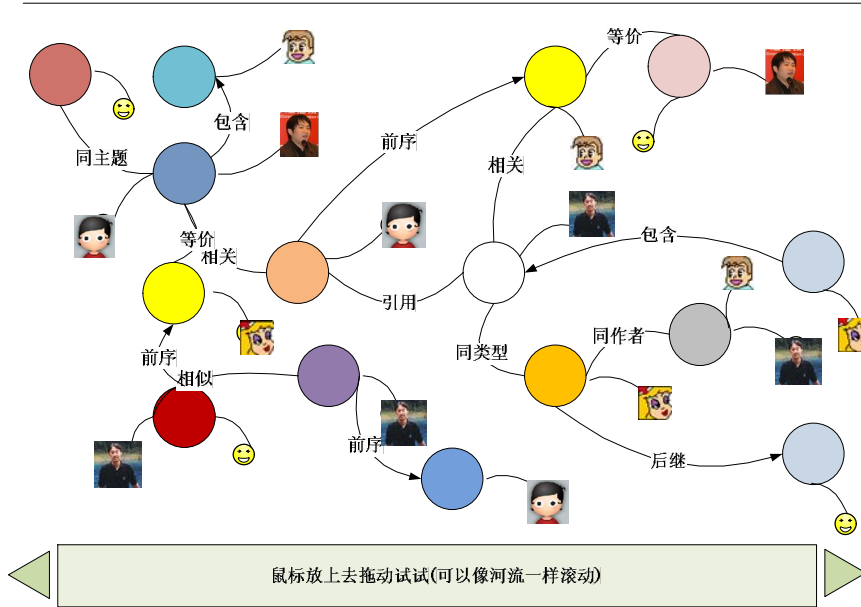 等价
包含
同主题
前序
相关
等价
相关
包含
引用
同作者
同类型
前序
相似
前序
后继
鼠标放上去拖动试试(可以像河流一样滚动)